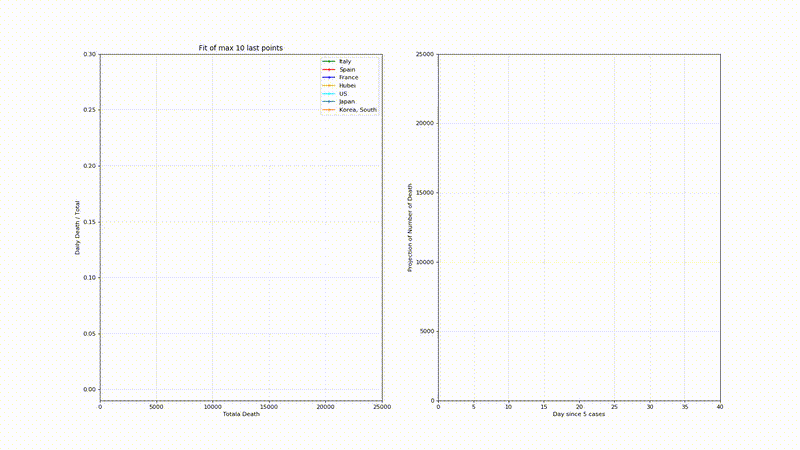 Fit of max 10 last points
0.30
0.25
0.20
0.15
0.10
0.05
0.00
Daily Death / Total
Italy
Spain
France
Hubei
US
Japan
Korea, South
0 5000 10000 15000 20000 25000
Totala Death
25000
20000
15000
10000
5000
0
Projection of Number of Death
0 5 10 15 20 25 30 35 40
Day since 5 cases